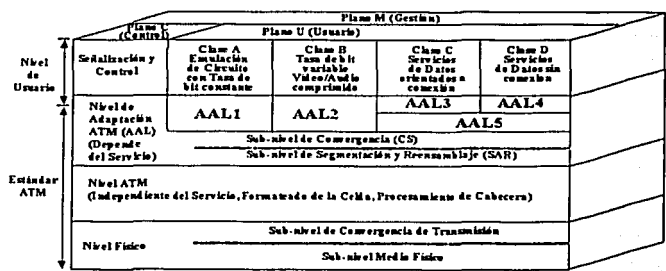 Plano M (Gestión)
Plano C
(Control)
Plano U (Usuario)
Nivel
de
Usuario
Señalización y
Control
Clase A
Emulación
de Circuito
con Tasa de
bit constante
Clase B
Tasa de bit
variable
Video/Audio
comprimido
Clase C
Servicios
de Datos
orientados a
conexión
Clase D
Servicios
de Datos sin
conexión
Estándar
ATM
Nivel de
Adaptación
ATM (AAL)
(Depende
del Servicio)
AAL1
AAL2
AAL3
AAL4
AAL5
Sub-nivel de Convergencia (CS)
Sub-nivel de Segmentación y Reensamblaje (SAR)
Nivel ATM
(Independiente del Servicio, Formateado de la Celda, Procesamiento de Cabecera)
Nivel Físico
Sub-nivel de Convergencia de Transmisión
Sub-nivel Medio Físico